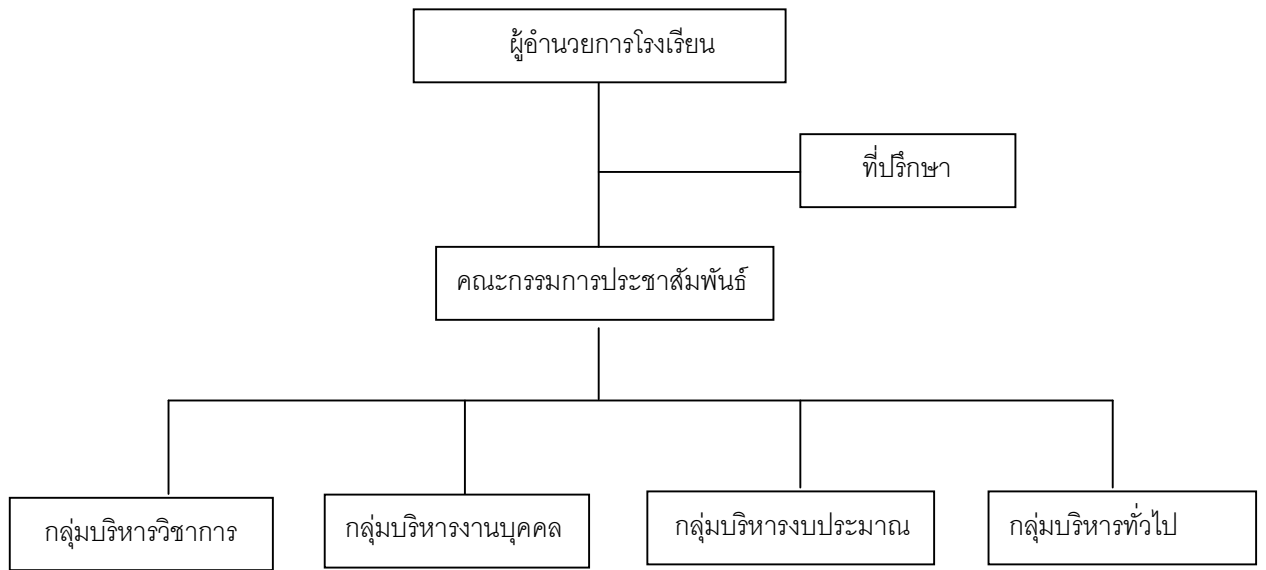 ผู้อำนวยการโรงเรียน
ที่ปรึกษา
คณะกรรมการประชาสัมพันธ์
กลุ่มบริหารวิชาการ
กลุ่มบริหารงานบุคคล
กลุ่มบริหารงบประมาณ
กลุ่มบริหารทั่วไป